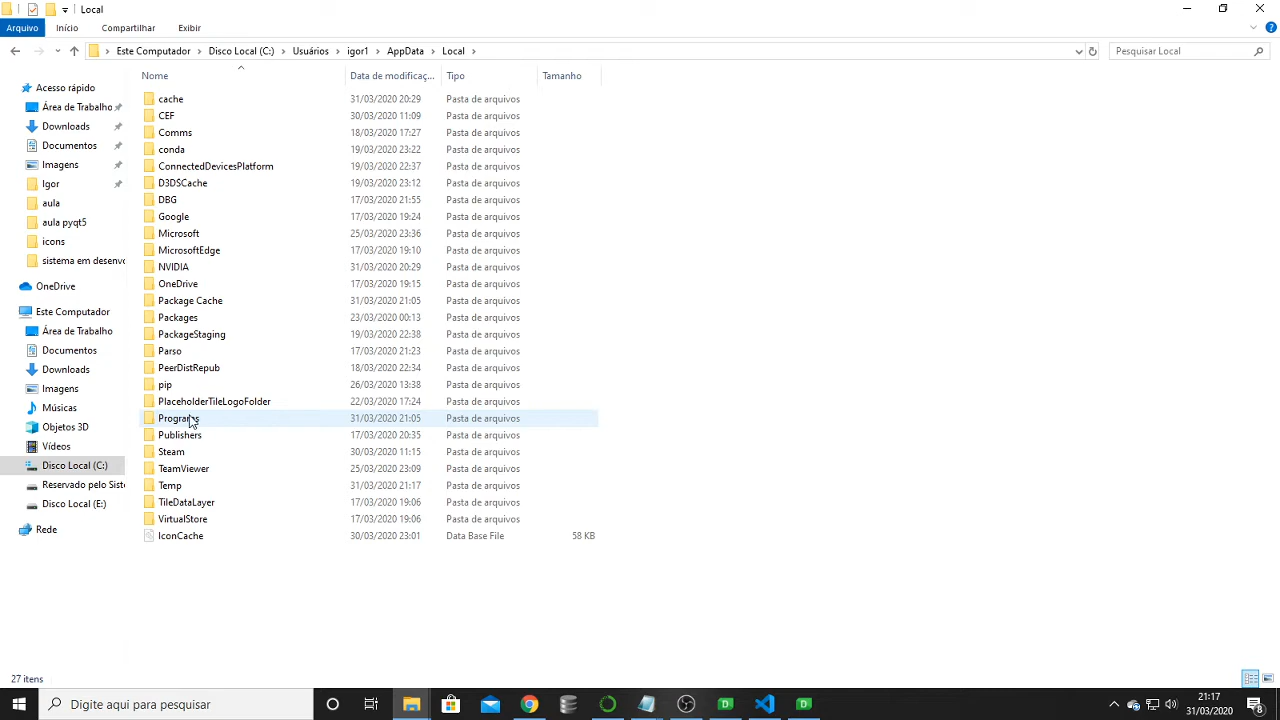 Local
Arquivo Início Compartilhar Exibir
Este Computador Disco Local (C:) Usuários igor1 AppData Local
Pesquisar Local
Nome Data de modificaç... Tipo Tamanho
Acesso rápido
Área de Trabalho
Downloads
Documentos
Imagens
Igor
aula
aula pyqt5
icons
sistema em desenvo
OneDrive
Este Computador
Área de Trabalho
Documentos
Downloads
Imagens
Músicas
Objetos 3D
Vídeos
Disco Local (C:)
Reservado pelo Siste
Disco Local (E:)
Rede
cache 31/03/2020 20:29 Pasta de arquivos
CEF 30/03/2020 11:09 Pasta de arquivos
Comms 18/03/2020 17:27 Pasta de arquivos
conda 19/03/2020 23:22 Pasta de arquivos
ConnectedDevicesPlatform 19/03/2020 22:37 Pasta de arquivos
D3DSCache 19/03/2020 23:12 Pasta de arquivos
DBG 17/03/2020 21:55 Pasta de arquivos
Google 17/03/2020 19:24 Pasta de arquivos
Microsoft 25/03/2020 23:36 Pasta de arquivos
MicrosoftEdge 17/03/2020 19:10 Pasta de arquivos
NVIDIA 31/03/2020 20:29 Pasta de arquivos
OneDrive 17/03/2020 19:15 Pasta de arquivos
Package Cache 31/03/2020 21:05 Pasta de arquivos
Packages 23/03/2020 00:13 Pasta de arquivos
PackageStaging 19/03/2020 22:38 Pasta de arquivos
Parso 17/03/2020 21:23 Pasta de arquivos
PeerDistRepub 18/03/2020 22:34 Pasta de arquivos
pip 26/03/2020 13:38 Pasta de arquivos
PlaceholderTileLogoFolder 22/03/2020 17:24 Pasta de arquivos
Programs 31/03/2020 21:05 Pasta de arquivos
Publishers 17/03/2020 20:35 Pasta de arquivos
Steam 30/03/2020 11:15 Pasta de arquivos
TeamViewer 25/03/2020 23:09 Pasta de arquivos
Temp 31/03/2020 21:17 Pasta de arquivos
TileDataLayer 17/03/2020 19:06 Pasta de arquivos
VirtualStore 17/03/2020 19:06 Pasta de arquivos
IconCache 30/03/2020 23:01 Data Base File 58 KB
27 itens
Digite aqui para pesquisar
21:17
31/03/2020
8